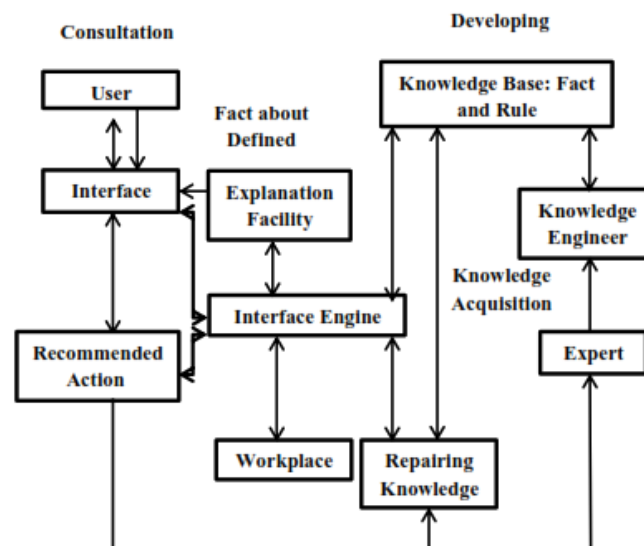 Consultation
Developing
User
Knowledge Base: Fact
and Rule
Fact about
Defined
Interface
Explanation
Facility
Knowledge
Engineer
Knowledge
Acquisition
Interface Engine
Recommended
Action
Expert
Workplace
Repairing
Knowledge